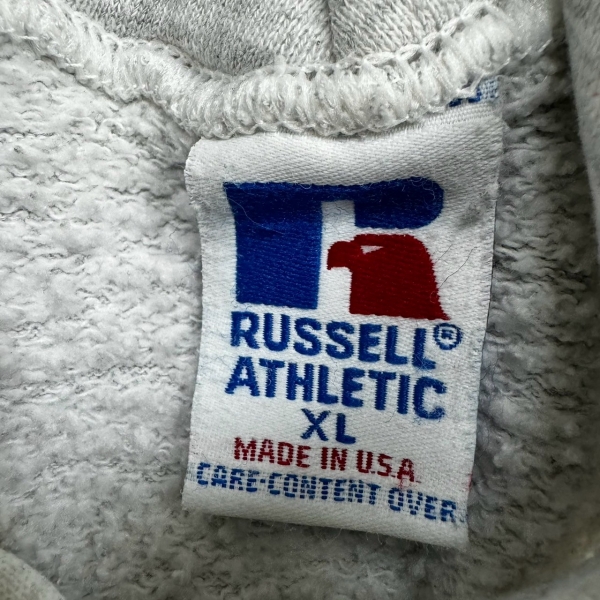 RUSSELL®
ATHLETIC
XL
MADE IN U.S.A.
CARE-CONTENT OVER